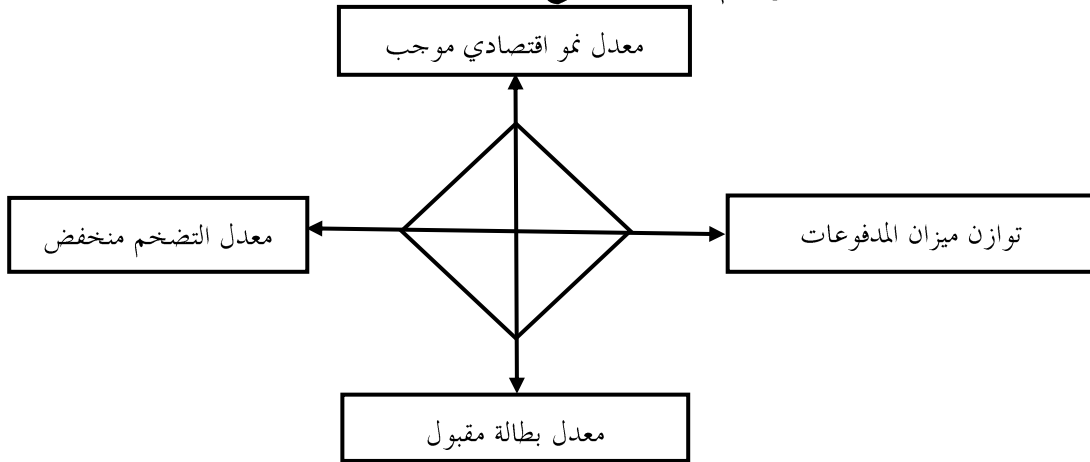 معدل نمو اقتصادي موجب
توازن ميزان المدفوعات
معدل التضخم منخفض
معدل بطالة مقبول